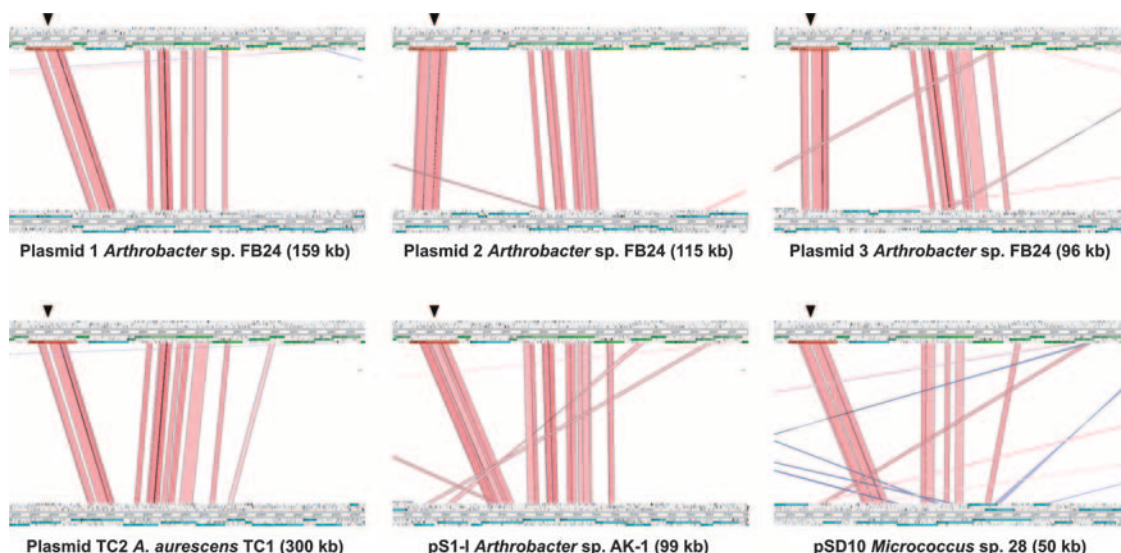 Plasmid 1 Arthrobacter sp. FB24 (159 kb)
Plasmid 2 Arthrobacter sp. FB24 (115 kb)
Plasmid 3 Arthrobacter sp. FB24 (96 kb)
Plasmid TC2 A. aurescens TC1 (300 kb)
pS1-I Arthrobacter sp. AK-1 (99 kb)
pSD10 Micrococcus sp. 28 (50 kb)